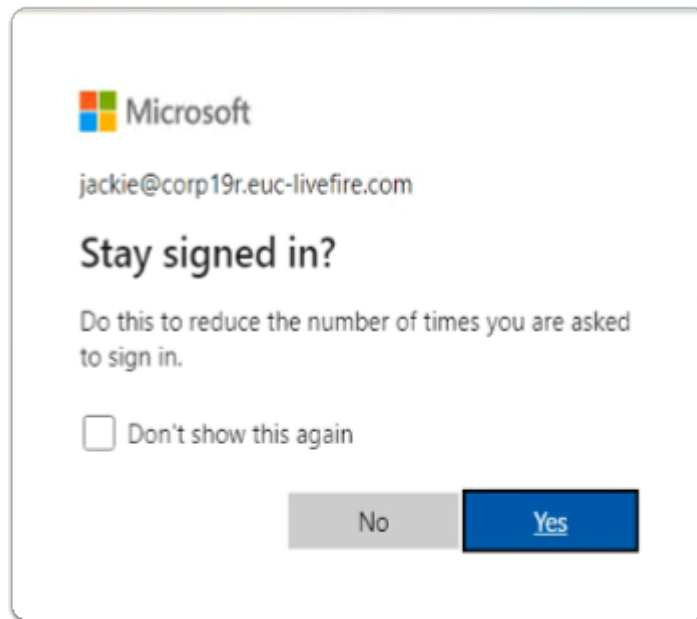 Microsoft
jackie@corp19r.euc-livefire.com
Stay signed in?
Do this to reduce the number of times you are asked
to sign in.
Don't show this again
No Yes